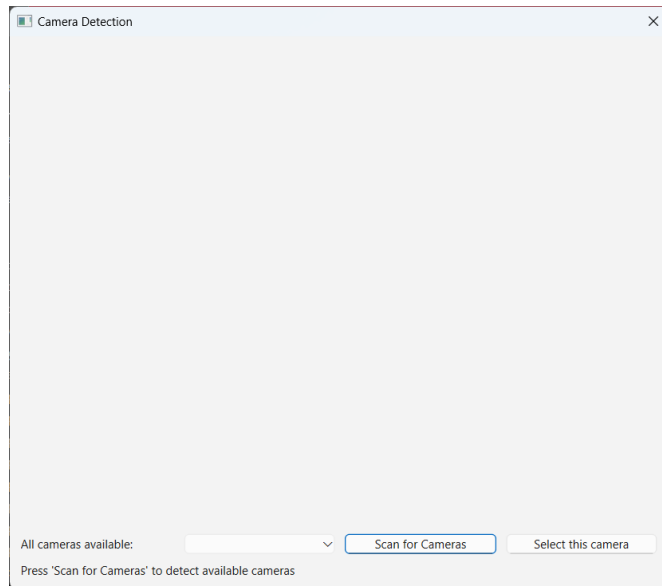 Camera Detection
All cameras available: Scan for Cameras Select this camera
Press 'Scan for Cameras' to detect available cameras